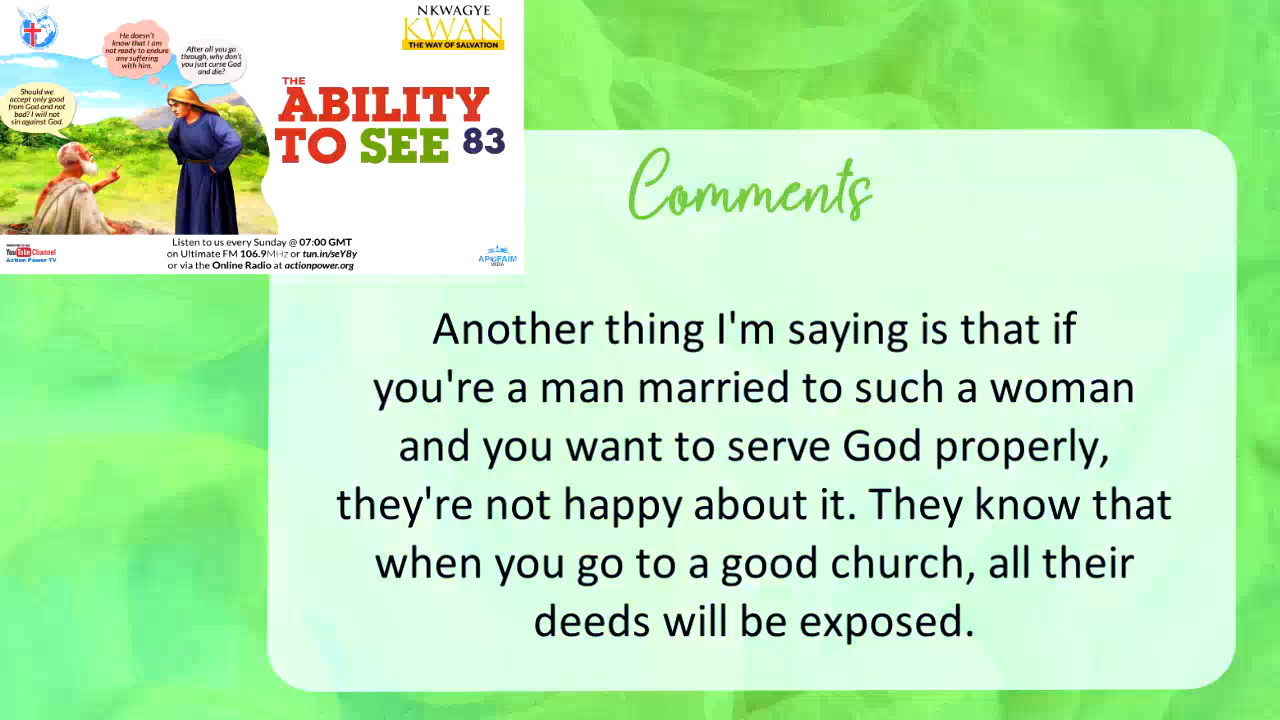 NKWAGYE
KWAN
THE WAY OF SALVATION
He doesn't
know that I am
not ready to endure
any suffering
with him.
After all you go
through, why don't
you just curse God
and die?
Should we
accept only good
from God and not
bad? I will not
sin against God.
THE
ABILITY
TO SEE 83
Listen to us every Sunday @ 07:00 GMT
on Ultimate FM 106.9MHz or tun.in/seY8y
or via the Online Radio at actionpower.org
YouTube Channel
Action Power TV
MEDIA
Comments
Another thing I'm saying is that if
you're a man married to such a woman
and you want to serve God properly,
they're not happy about it. They know that
when you go to a good church, all their
deeds will be exposed.